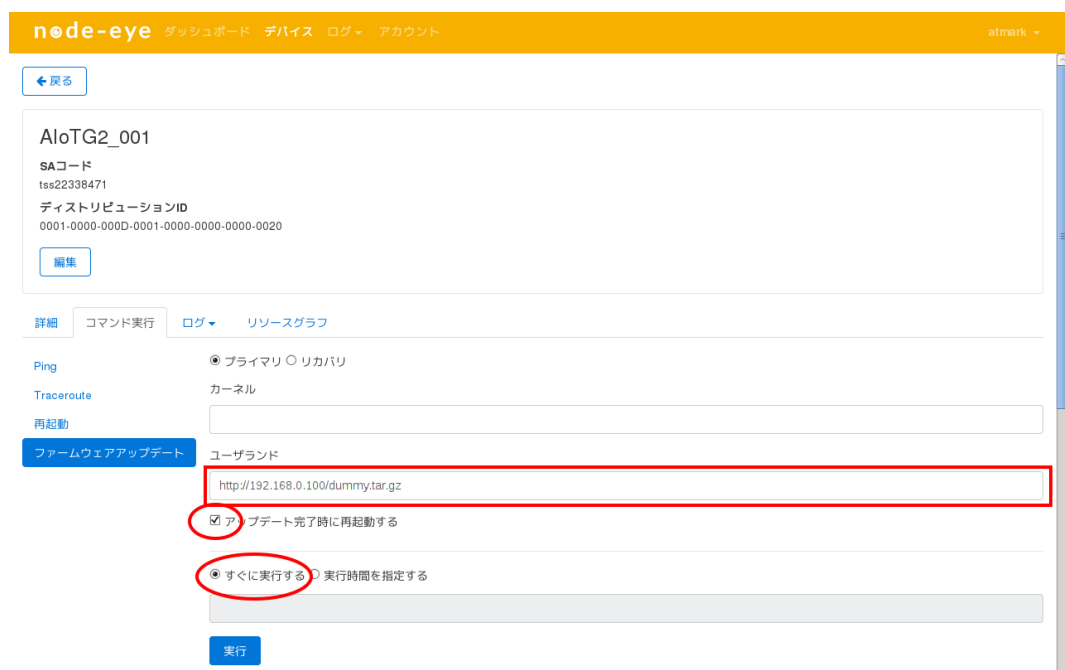 node-eye ダッシュボード デバイス ログ アカウント atmark
戻る
AIoTG2_001
SAコード
tss22338471
ディストリビューションID
0001-0000-000D-0001-0000-0000-0000-0020
編集
詳細 コマンド実行 ログ リソースグラフ
Ping
Traceroute
再起動
ファームウェアアップデート
プライマリ リカバリ
カーネル
ユーザランド
http://192.168.0.100/dummy.tar.gz
アップデート完了時に再起動する
すぐに実行する 実行時間を指定する
実行